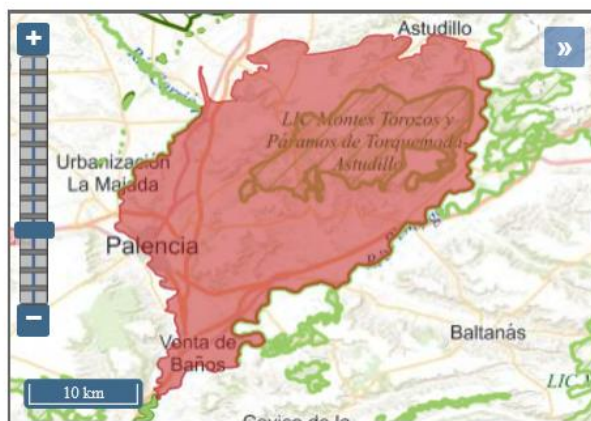 +
Astudillo
»
LIC Montes Torozos y
Páramos de Torquemada-
Astudillo
Urbanización
La Majada
Palencia
Baltanás
Venta de
Baños
10 km
LIC